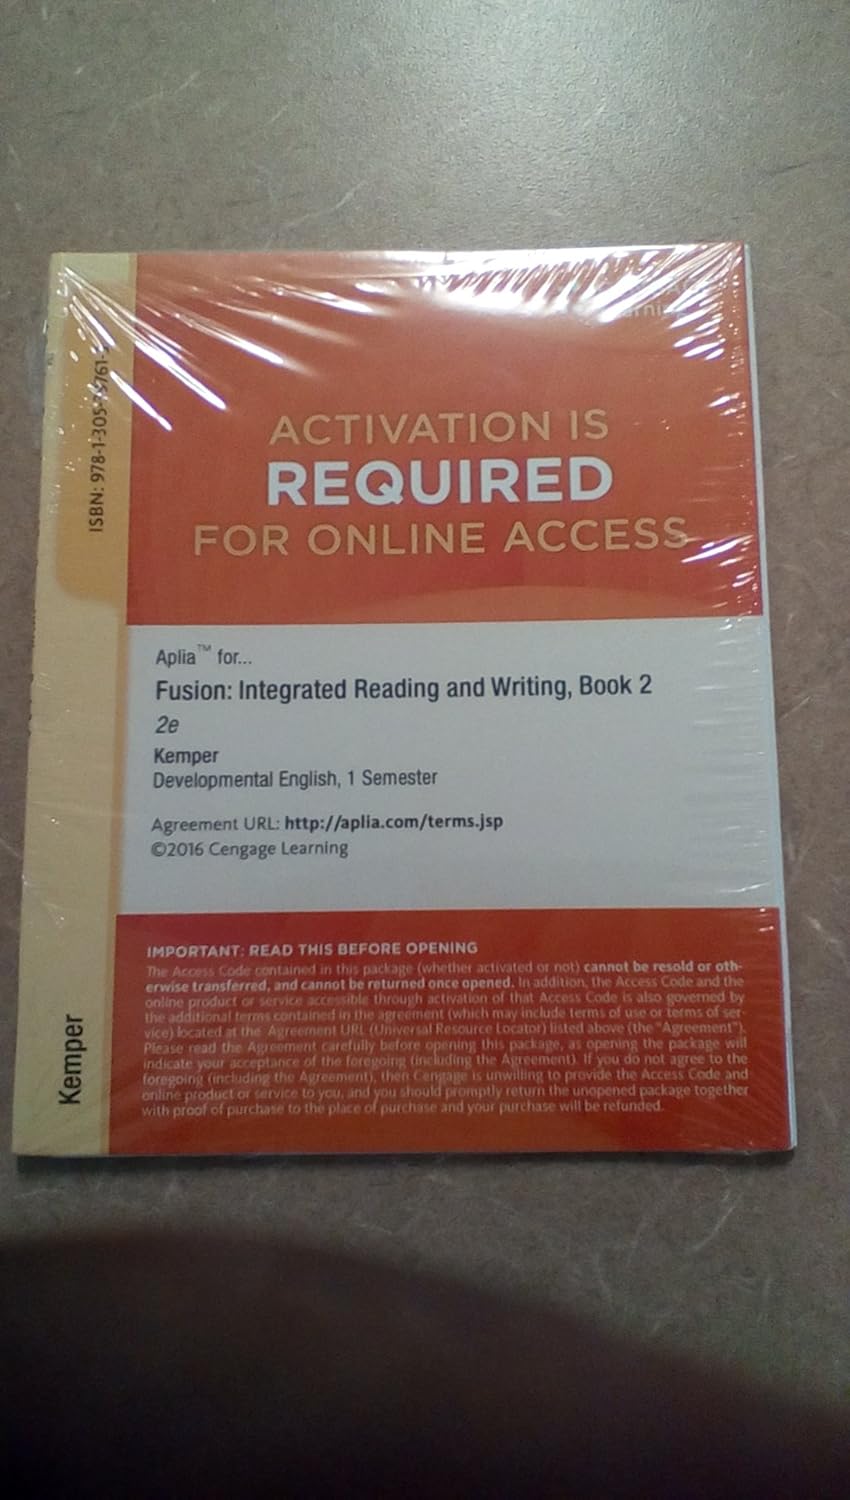 ACTIVATION IS
REQUIRED
FOR ONLINE ACCESS
Aplia™ for...
Fusion: Integrated Reading and Writing, Book 2
2e
Kemper
Developmental English, 1 Semester
Agreement URL: http://aplia.com/terms.jsp
©2016 Cengage Learning
IMPORTANT: READ THIS BEFORE OPENING
The Access Code contained in this package (whether activated or not) cannot be resold or oth-
erwise transferred, and cannot be returned once opened. In addition, the Access Code and the
online product or service accessible through activation of that Access Code is also governed by
the additional terms contained in the agreement (which may include terms of use or terms of ser-
vice) located at the Agreement URL (Universal Resource Locator) listed above (the "Agreement").
Please read the Agreement carefully before opening this package, as opening the package will
indicate your acceptance of the foregoing (including the Agreement). If you do not agree to the
foregoing (including the Agreement), then Cengage is unwilling to provide the Access Code and
online product or service to you, and you should promptly return the unopened package together
with proof of purchase to the place of purchase and your purchase will be refunded.
ISBN:
Kemper